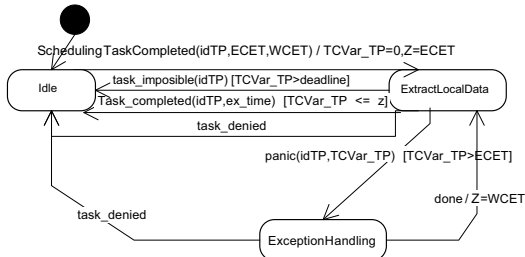 SchedulingTaskCompleted(idTP,ECET,WCET) / TCVar_TP=0,Z=ECET
Idle
task_imposible(idTP) [TCVar_TP>deadline]
ExtractLocalData
Task_completed(idTP,ex_time) [TCVar_TP <= z]
task_denied
panic(idTP,TCVar_TP) [TCVar_TP>ECET]
done / Z=WCET
task_denied
ExceptionHandling